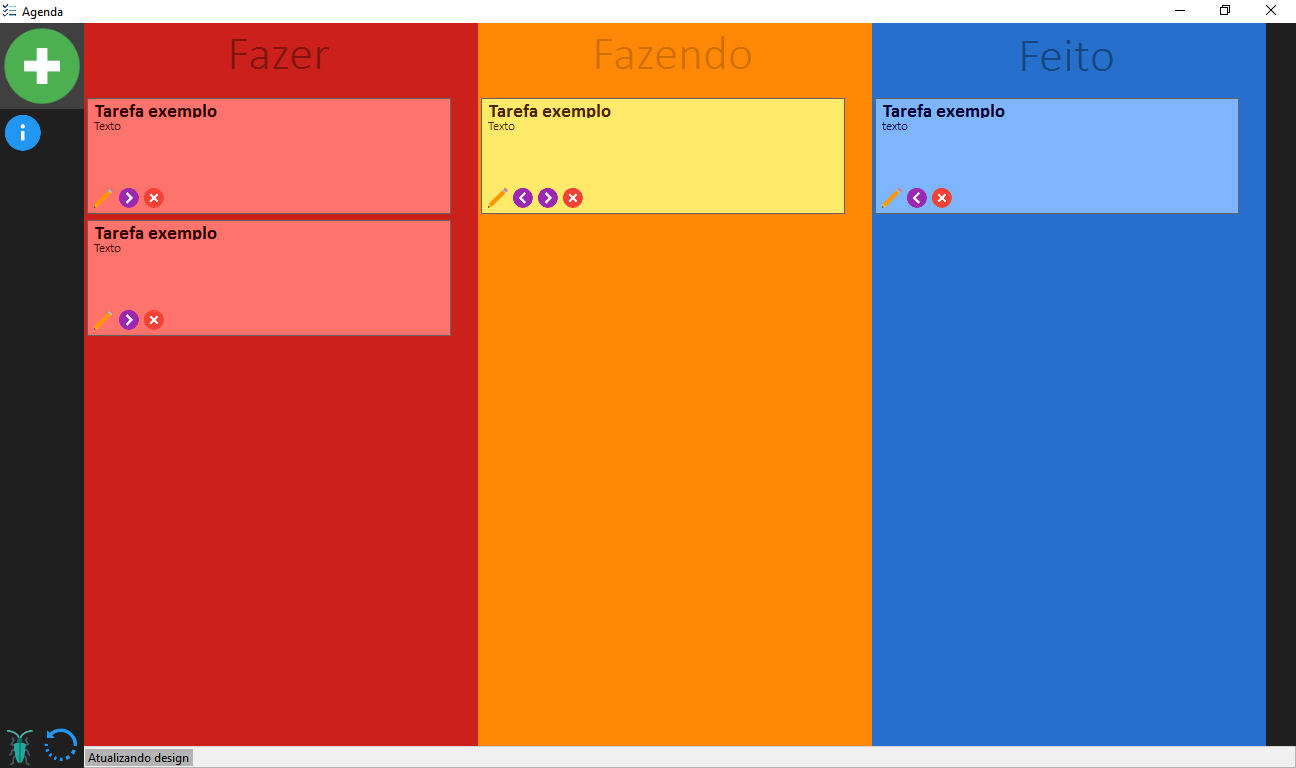 Agenda
Fazer
Fazendo
Feito
Tarefa exemplo
Texto
Tarefa exemplo
Texto
Tarefa exemplo
Texto
Tarefa exemplo
texto
Atualizando design